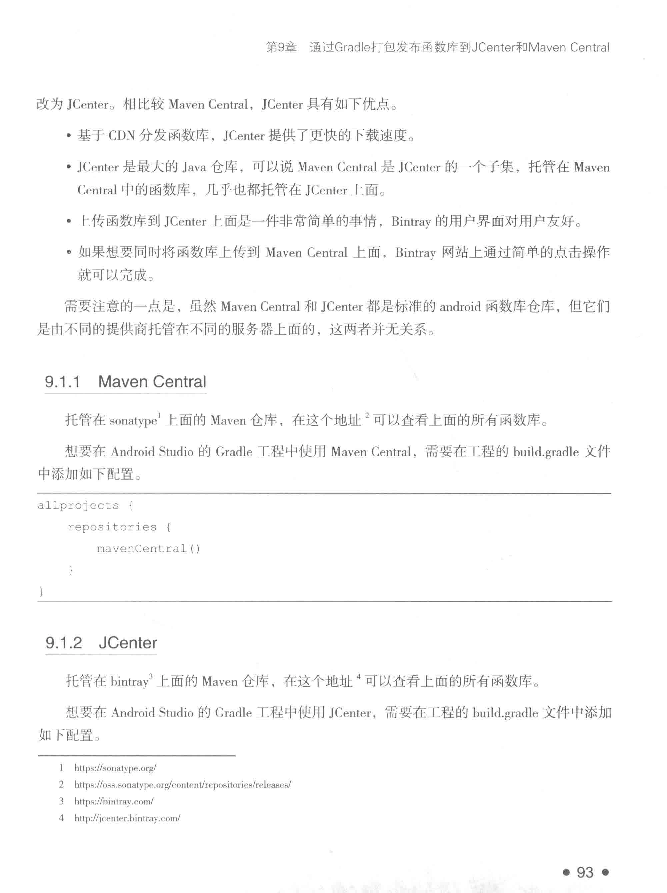 第9章 通过Gradle打包发布函数库到JCenter和Maven Central
改为 JCenter。相比较 Maven Central，JCenter 具有如下优点。
• 基于 CDN 分发函数库，JCenter 提供了更快的下载速度。
• JCenter 是最大的 Java 仓库，可以说 Maven Central 是 JCenter 的一个子集，托管在 Maven
Central 中的函数库，几乎也都托管在 JCenter 上面。
• 上传函数库到 JCenter 上面是一件非常简单的事情，Bintray 的用户界面对用户友好。
• 如果想要同时将函数库上传到 Maven Central 上面，Bintray 网站上通过简单的点击操作
就可以完成。
需要注意的一点是，虽然 Maven Central 和 JCenter 都是标准的 android 函数库仓库，但它们
是由不同的提供商托管在不同的服务器上面的，这两者并无关系。
9.1.1 Maven Central
托管在 sonatype1 上面的 Maven 仓库，在这个地址 2 可以查看上面的所有函数库。
想要在 Android Studio 的 Gradle 工程中使用 Maven Central，需要在工程的 build.gradle 文件
中添加如下配置。
allprojects {
repositories {
mavenCentral()
}
}
9.1.2 JCenter
托管在 bintray3 上面的 Maven 仓库，在这个地址 4 可以查看上面的所有函数库。
想要在 Android Studio 的 Gradle 工程中使用 JCenter，需要在工程的 build.gradle 文件中添加
如下配置。
1 https://sonatype.org/
2 https://oss.sonatype.org/content/repositories/releases/
3 https://bintray.com/
4 http://jcenter.bintray.com/
• 93 •